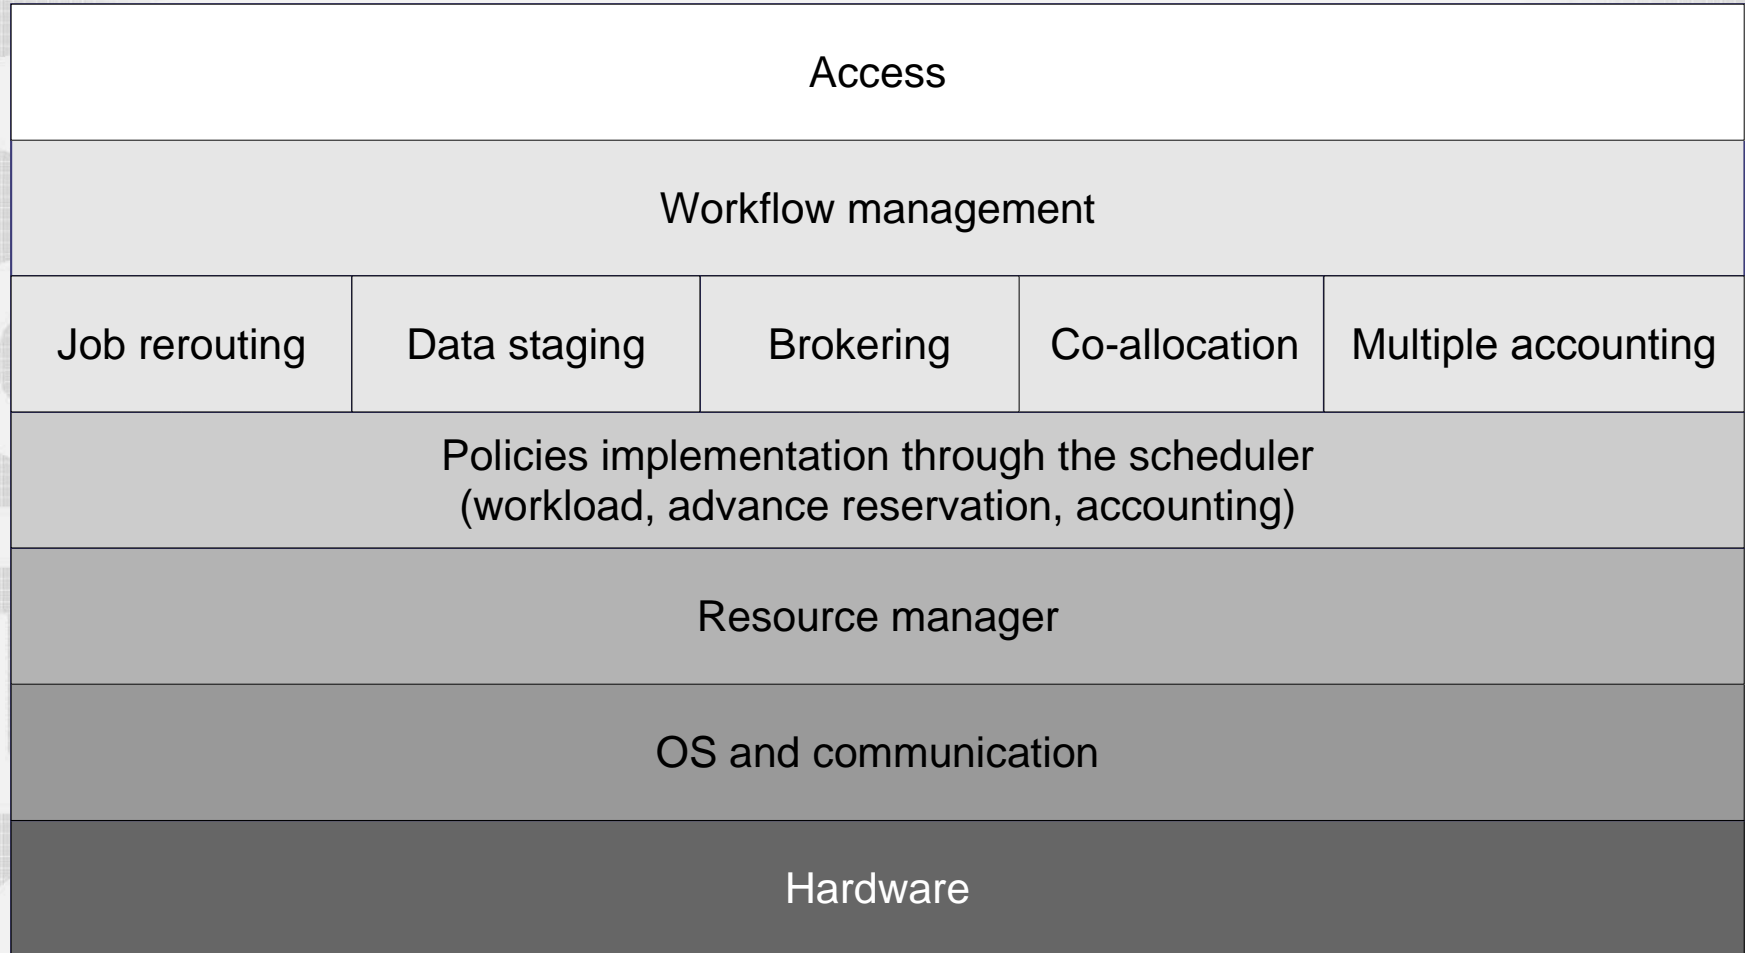 Access
Workflow management
Job rerouting
Data staging
Brokering
Co-allocation
Multiple accounting
Policies implementation through the scheduler
(workload, advance reservation, accounting)
Resource manager
OS and communication
Hardware